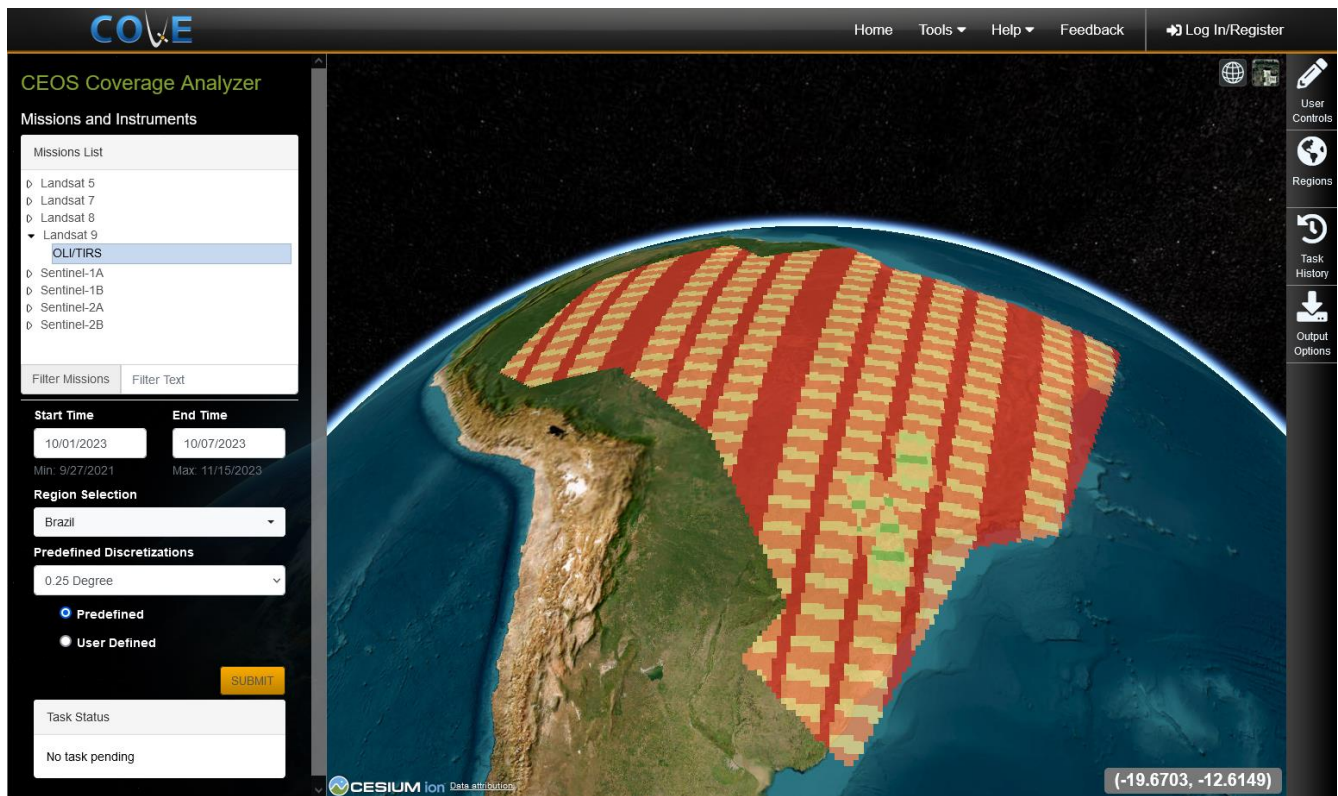 COVE
Home Tools Help Feedback Log In/Register
CEOS Coverage Analyzer
Missions and Instruments
Missions List
Landsat 5
Landsat 7
Landsat 8
Landsat 9
OLI/TIRS
Sentinel-1A
Sentinel-1B
Sentinel-2A
Sentinel-2B
Filter Missions Filter Text
Start Time End Time
10/01/2023 10/07/2023
Min: 9/27/2021 Max: 11/15/2023
Region Selection
Brazil
Predefined Discretizations
0.25 Degree
Predefined
User Defined
SUBMIT
Task Status
No task pending
User
Controls
Regions
Task
History
Output
Options
CESIUM ion Data attribution
(-19.6703, -12.6149)